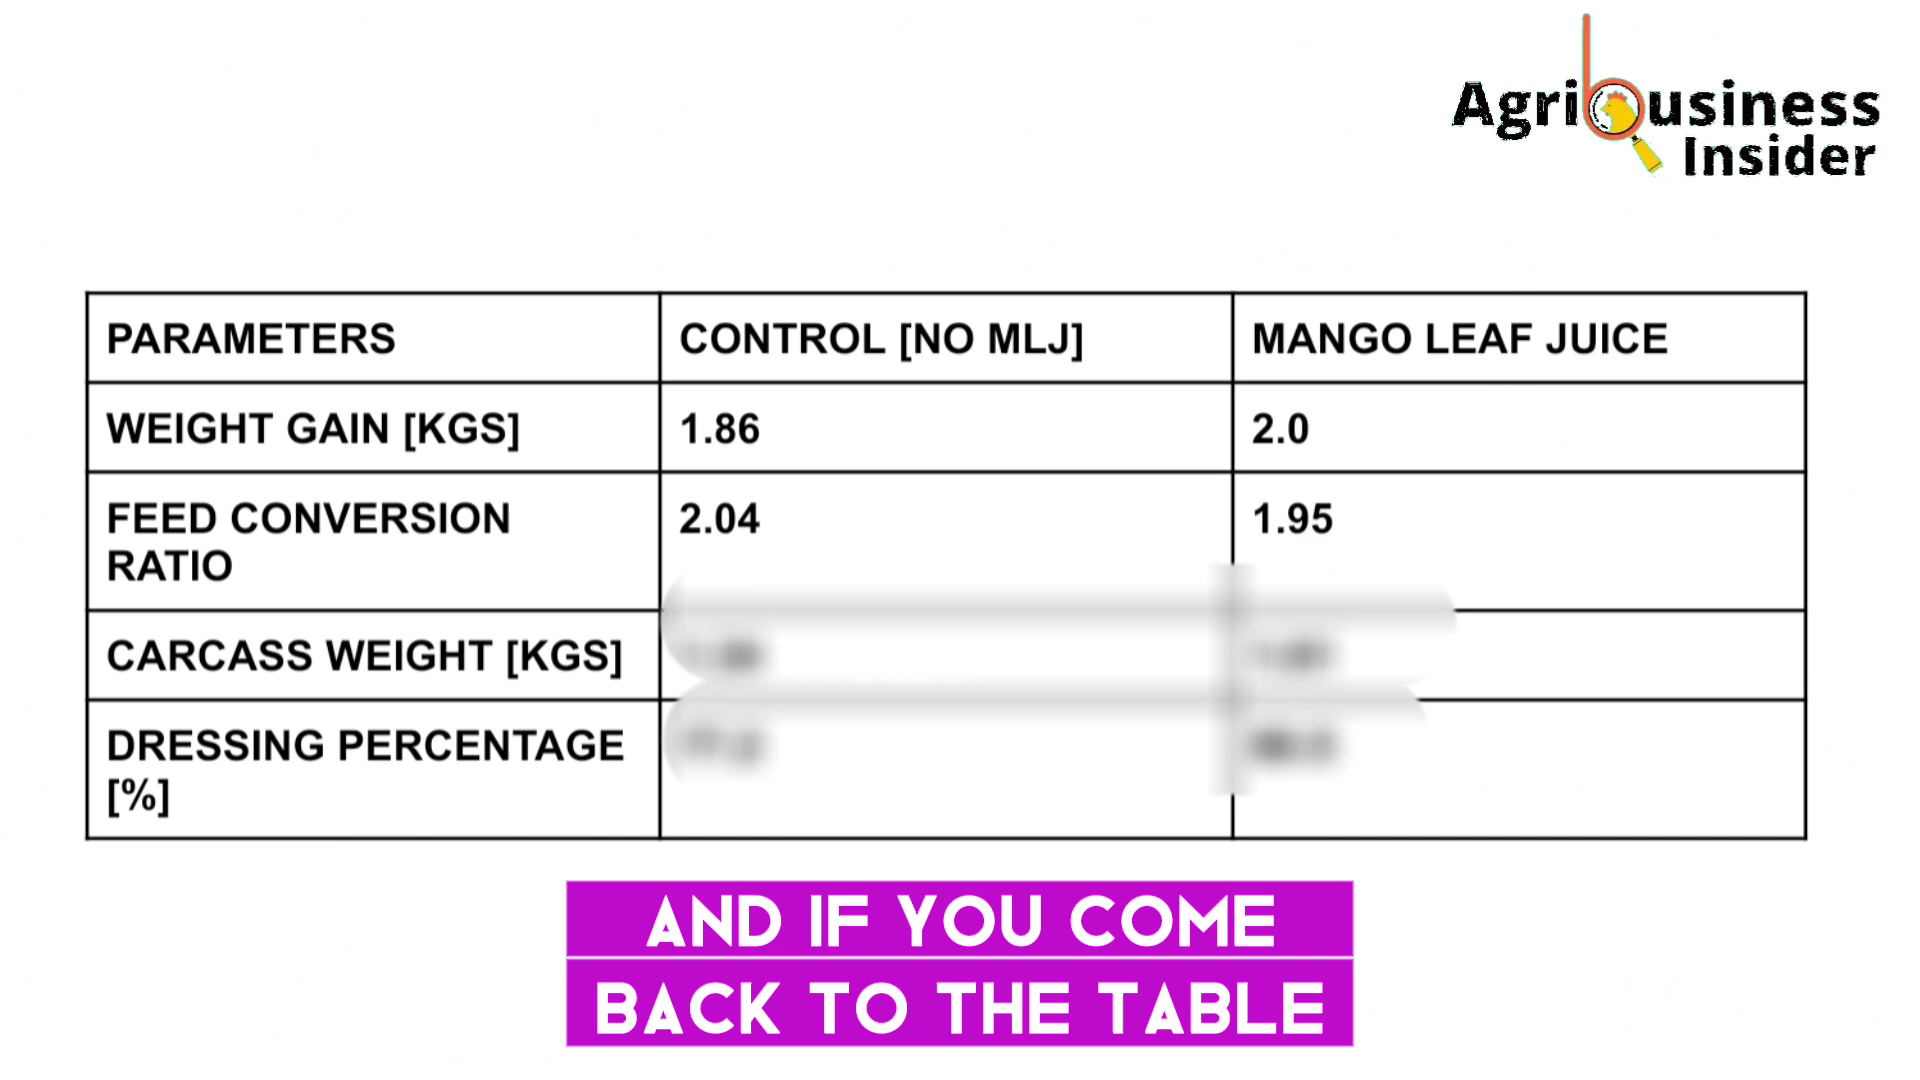 Agribusiness
Insider
PARAMETERS CONTROL [NO MLJ] MANGO LEAF JUICE
WEIGHT GAIN [KGS] 1.86 2.0
FEED CONVERSION 2.04 1.95
RATIO
CARCASS WEIGHT [KGS]
DRESSING PERCENTAGE
[%]
AND IF YOU COME
BACK TO THE TABLE